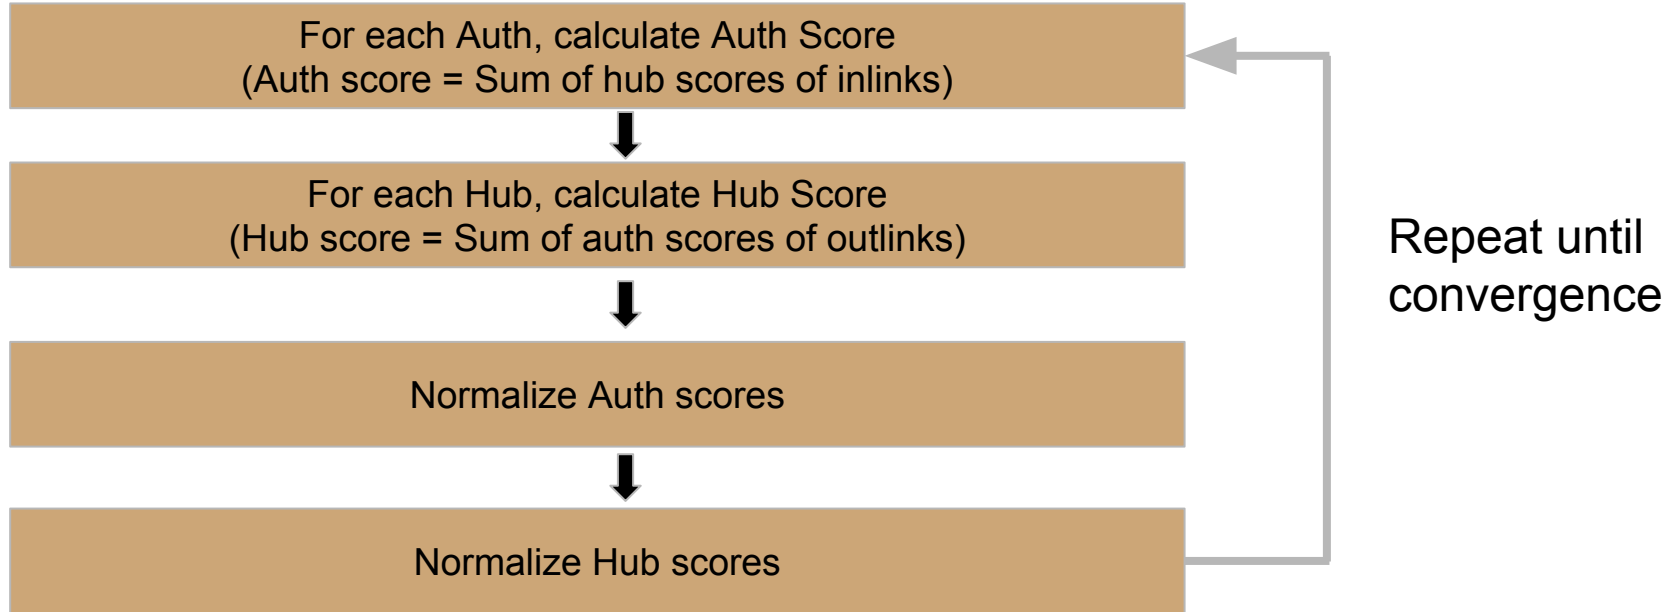 For each Auth, calculate Auth Score
(Auth score = Sum of hub scores of inlinks)
For each Hub, calculate Hub Score
(Hub score = Sum of auth scores of outlinks)
Normalize Auth scores
Normalize Hub scores
Repeat until
convergence